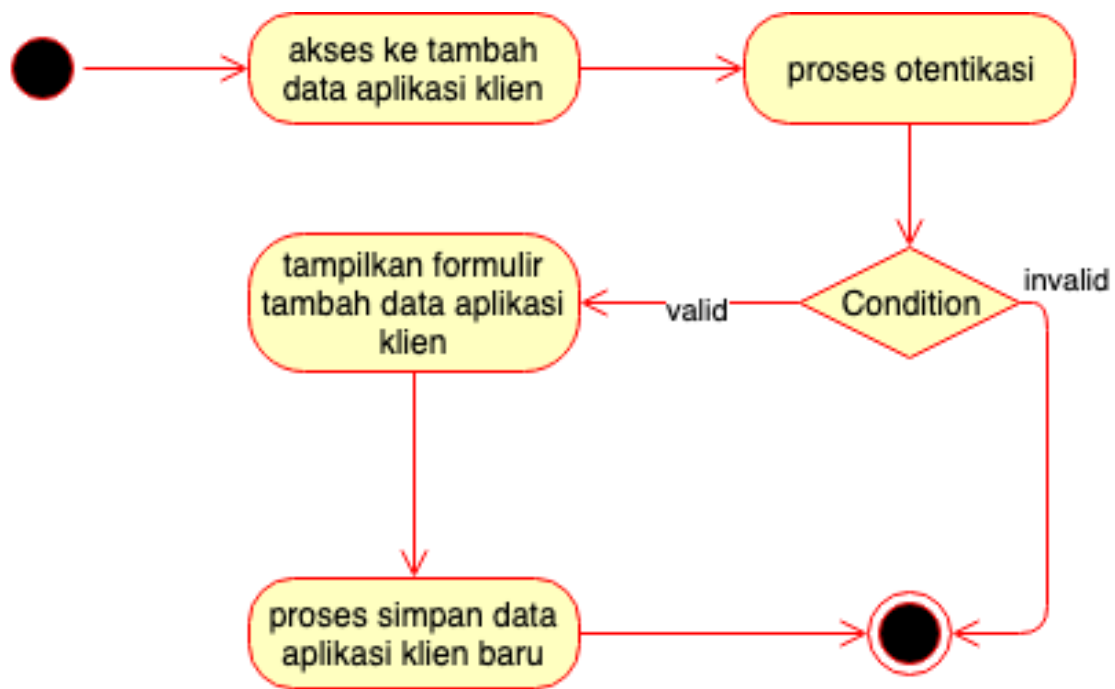 akses ke tambah
data aplikasi klien
proses otentikasi
tampilkan formulir
tambah data aplikasi
klien
valid
Condition
invalid
proses simpan data
aplikasi klien baru